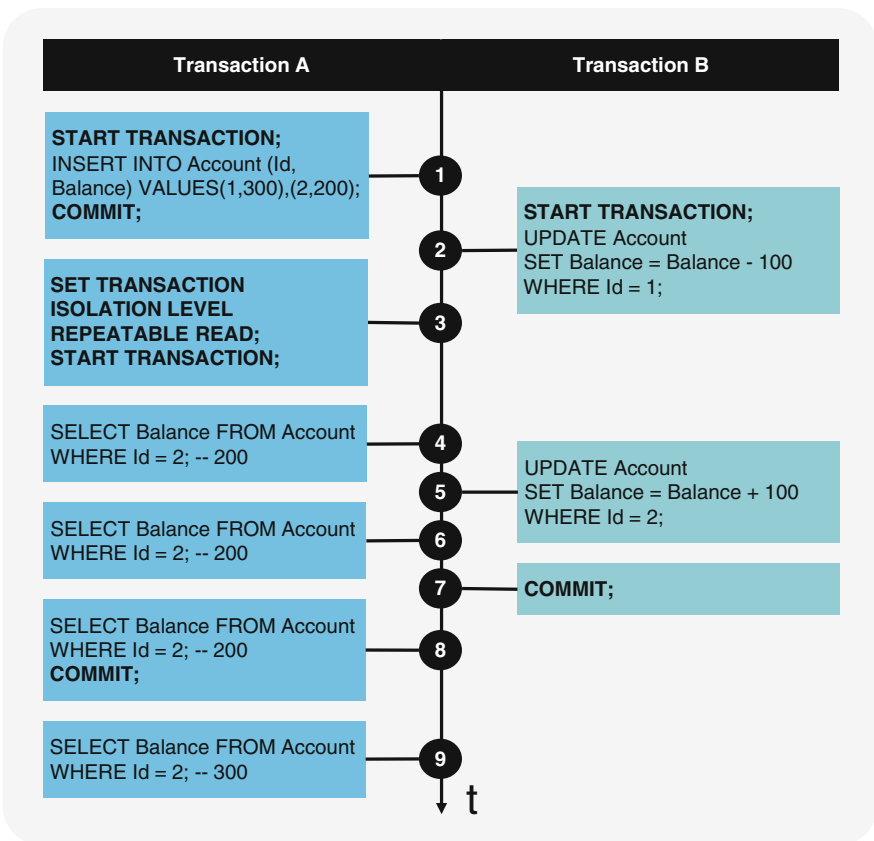 Transaction A
Transaction B
START TRANSACTION;
INSERT INTO Account (Id,
Balance) VALUES(1,300),(2,200);
COMMIT;
1
START TRANSACTION;
UPDATE Account
SET Balance = Balance - 100
WHERE Id = 1;
2
SET TRANSACTION
ISOLATION LEVEL
REPEATABLE READ;
START TRANSACTION;
3
SELECT Balance FROM Account
WHERE Id = 2; -- 200
4
UPDATE Account
SET Balance = Balance + 100
WHERE Id = 2;
5
SELECT Balance FROM Account
WHERE Id = 2; -- 200
6
7
COMMIT;
SELECT Balance FROM Account
WHERE Id = 2; -- 200
COMMIT;
8
SELECT Balance FROM Account
WHERE Id = 2; -- 300
9
t